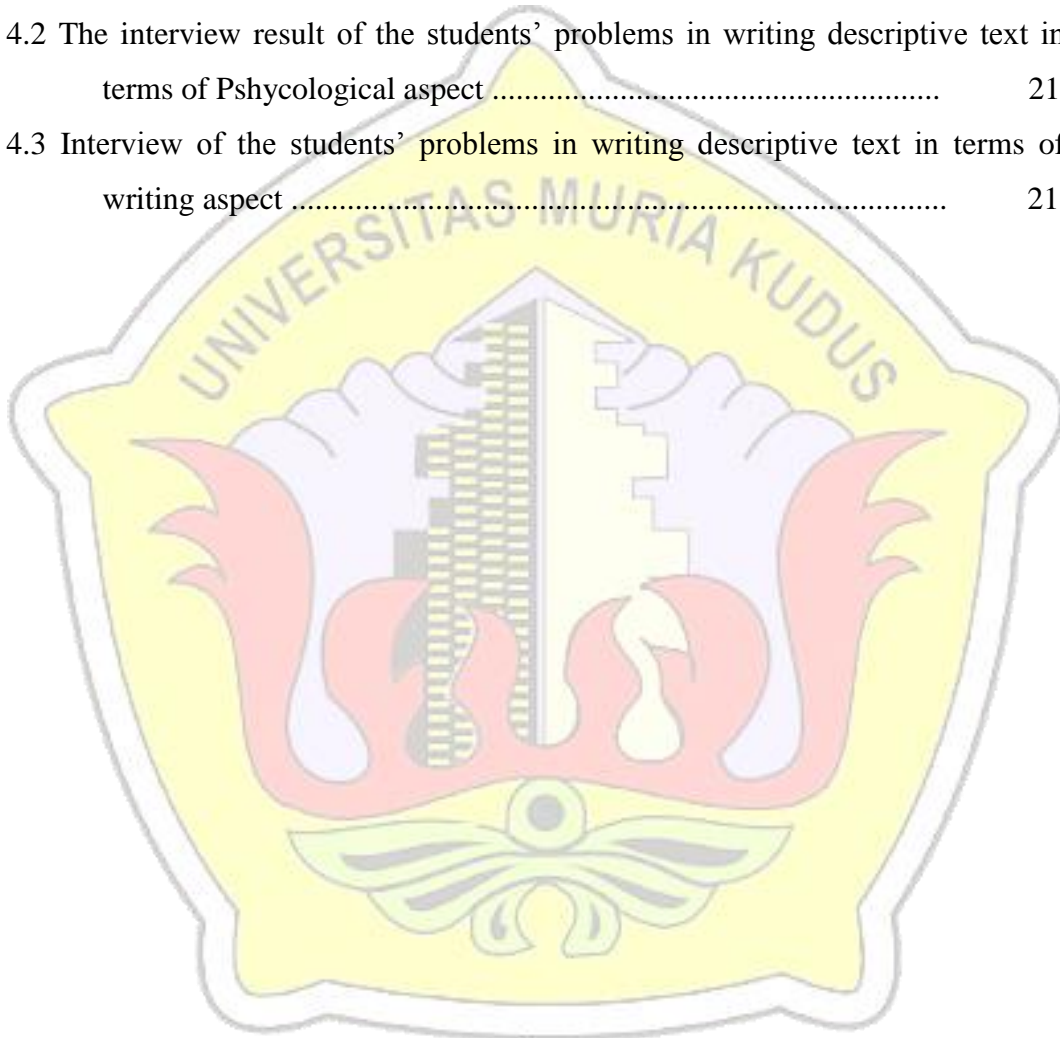 4.2 The interview result of the students’ problems in writing descriptive text in
terms of Pshycological aspect ........................................................ 21
4.3 Interview of the students’ problems in writing descriptive text in terms of
writing aspect .................................................................................. 21
UNIVERSITAS MURIA KUDUS